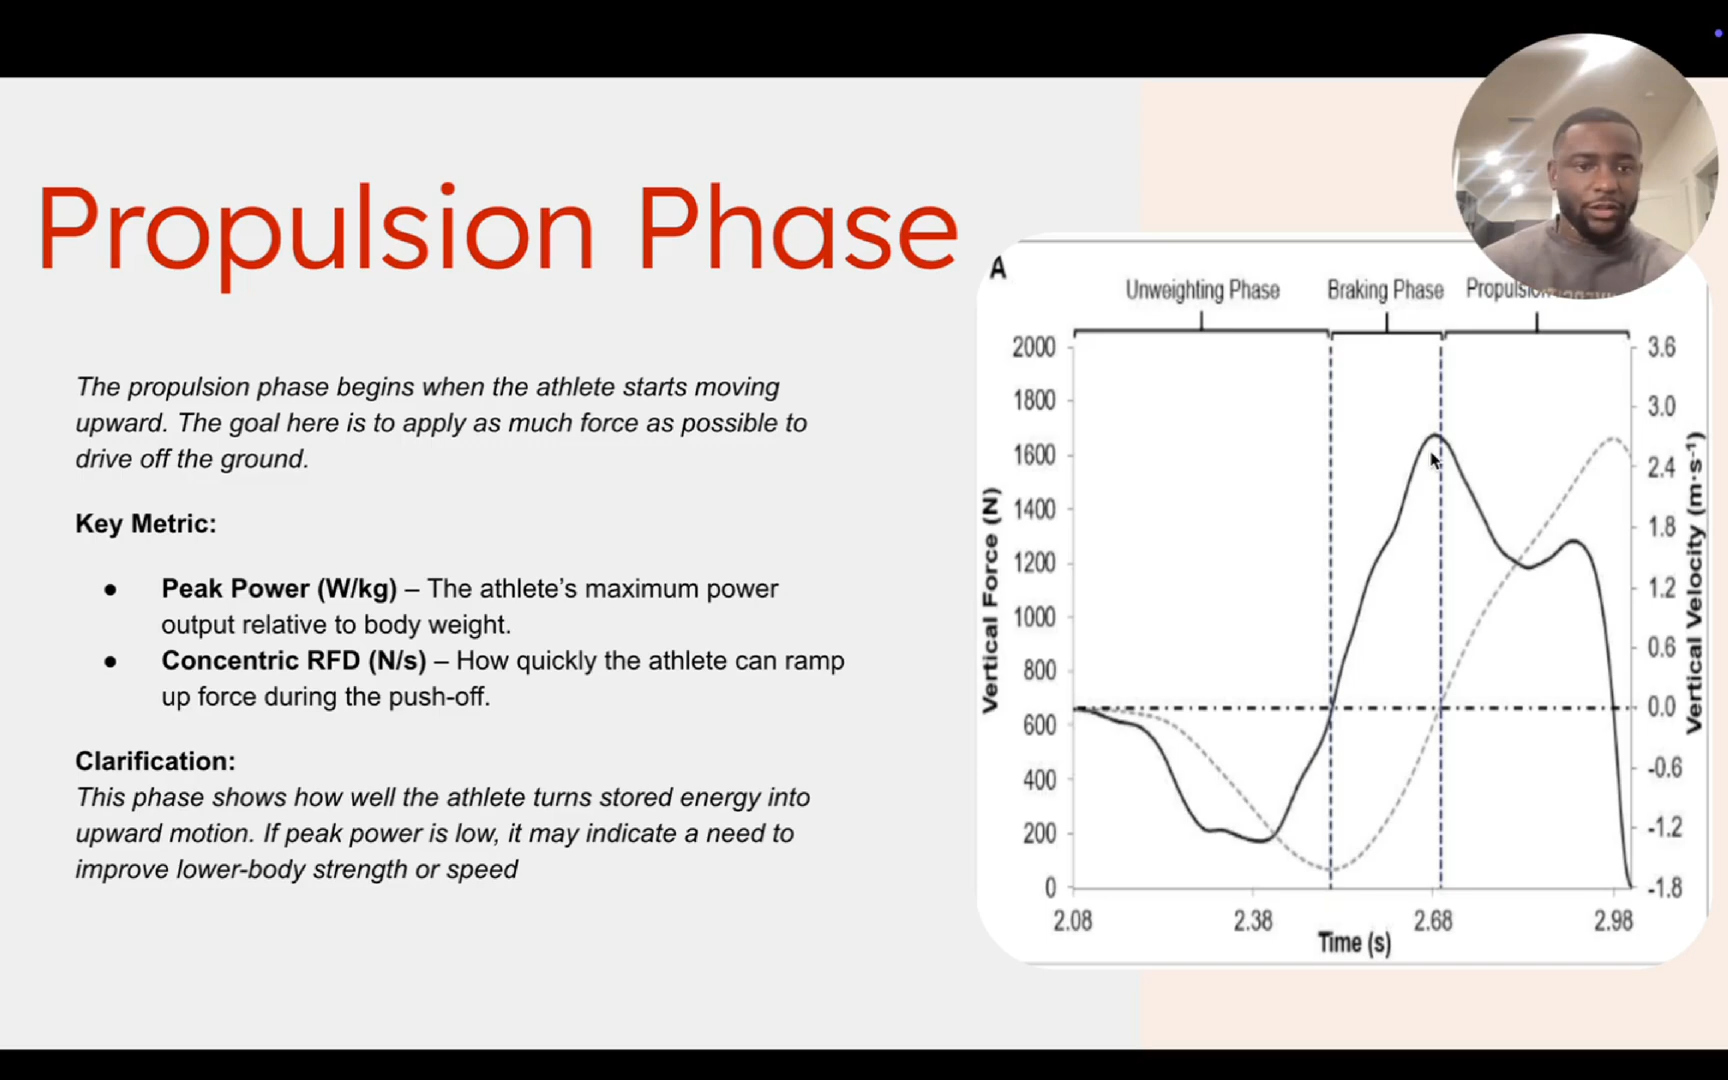 Propulsion Phase
The propulsion phase begins when the athlete starts moving
upward. The goal here is to apply as much force as possible to
drive off the ground.
Key Metric:
● Peak Power (W/kg) – The athlete's maximum power
output relative to body weight.
● Concentric RFD (N/s) – How quickly the athlete can ramp
up force during the push-off.
Clarification:
This phase shows how well the athlete turns stored energy into
upward motion. If peak power is low, it may indicate a need to
improve lower-body strength or speed
A
Unweighting Phase
Braking Phase
Vertical Force (N)
2000
1800
1600
1400
1200
1000
800
600
400
200
0
3.6
3.0
2.4
1.8
1.2
0.6
0.0
-0.6
-1.2
-1.8
Vertical Velocity (m·s⁻¹)
2.08
2.38
2.68
2.98
Time (s)